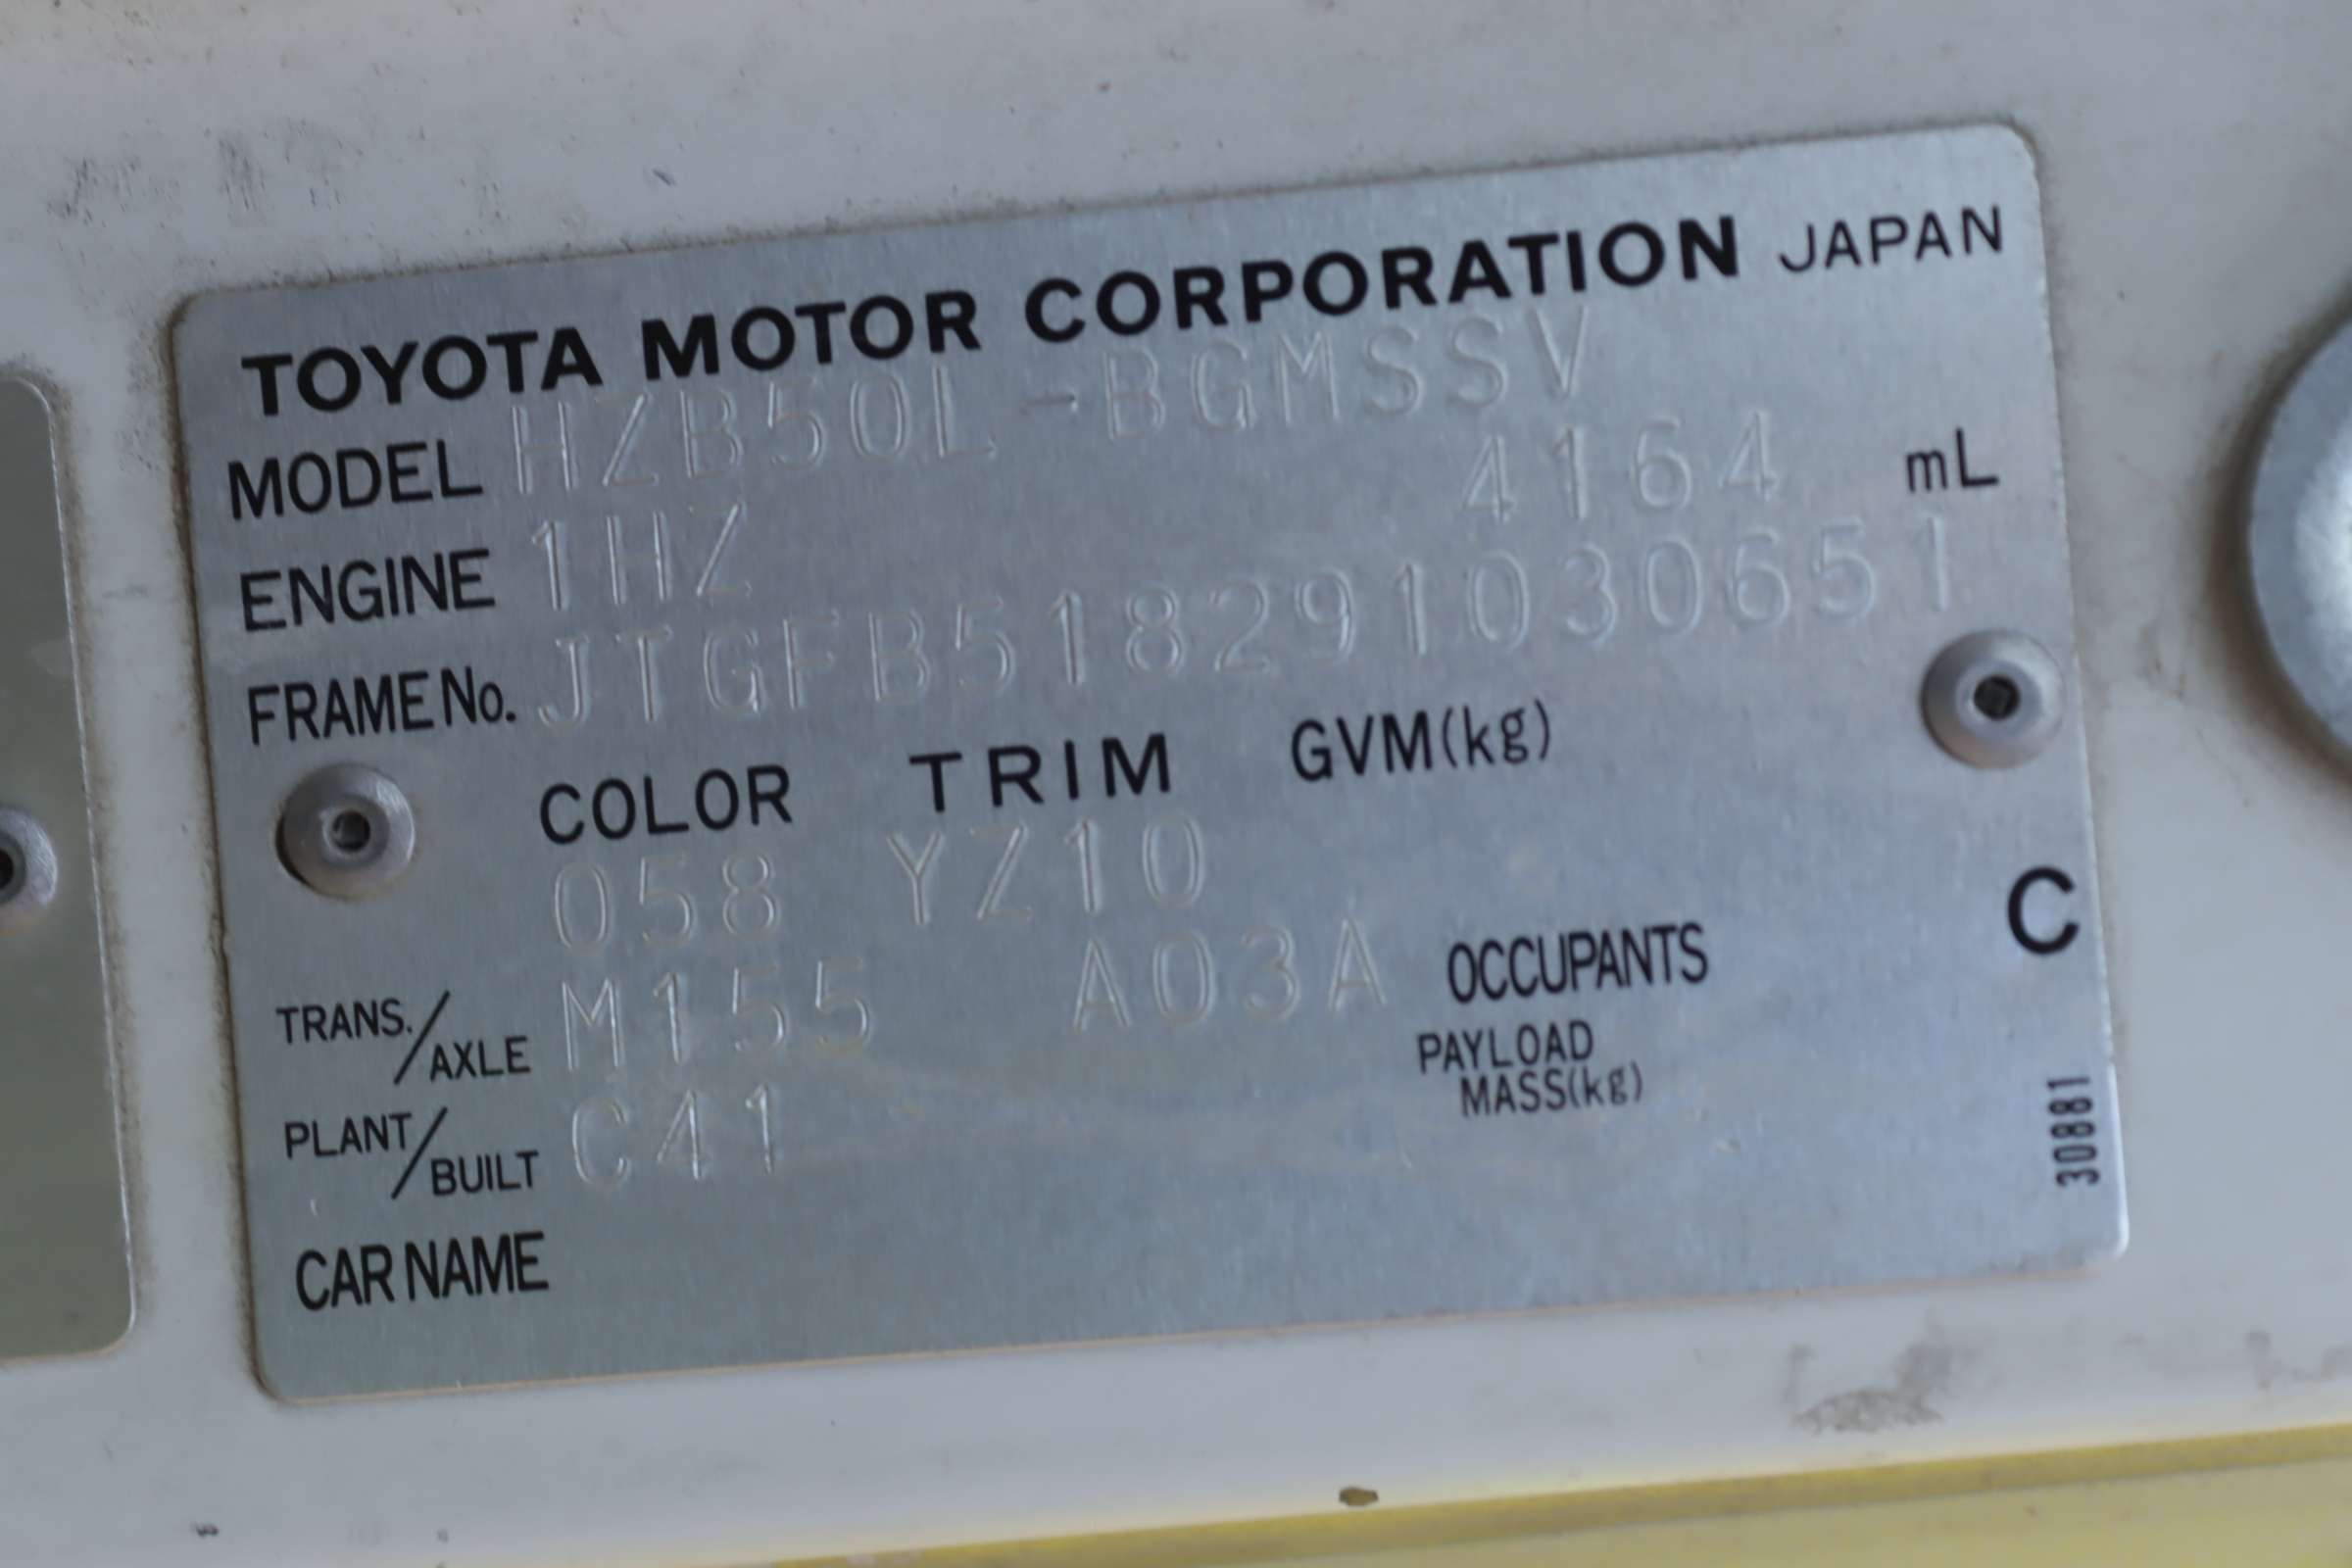 TOYOTA MOTOR CORPORATION JAPAN
MODEL HZB50L-BGMSSV
ENGINE 1HZ 4164 mL
FRAME No. JTGFB518291030651
COLOR TRIM GVM(kg)
058 YZ10
C
TRANS./AXLE M155 A03A OCCUPANTS
PAYLOAD
MASS(kg)
PLANT/BUILT C41
30881
CAR NAME